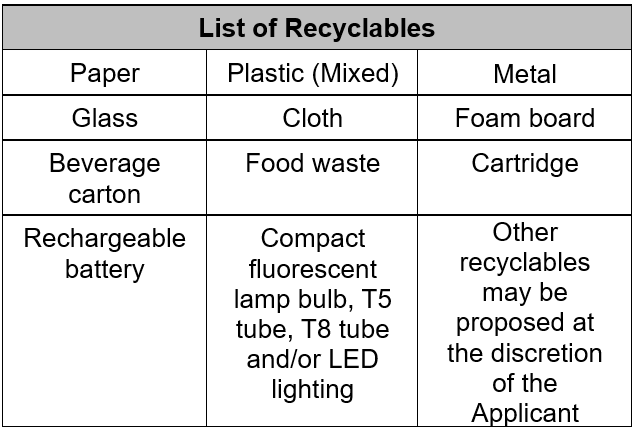 List of Recyclables
Paper
Plastic (Mixed)
Metal
Glass
Cloth
Foam board
Beverage
carton
Food waste
Cartridge
Rechargeable
battery
Compact
fluorescent
lamp bulb, T5
tube, T8 tube
and/or LED
lighting
Other
recyclables
may be
proposed at
the discretion
of the
Applicant